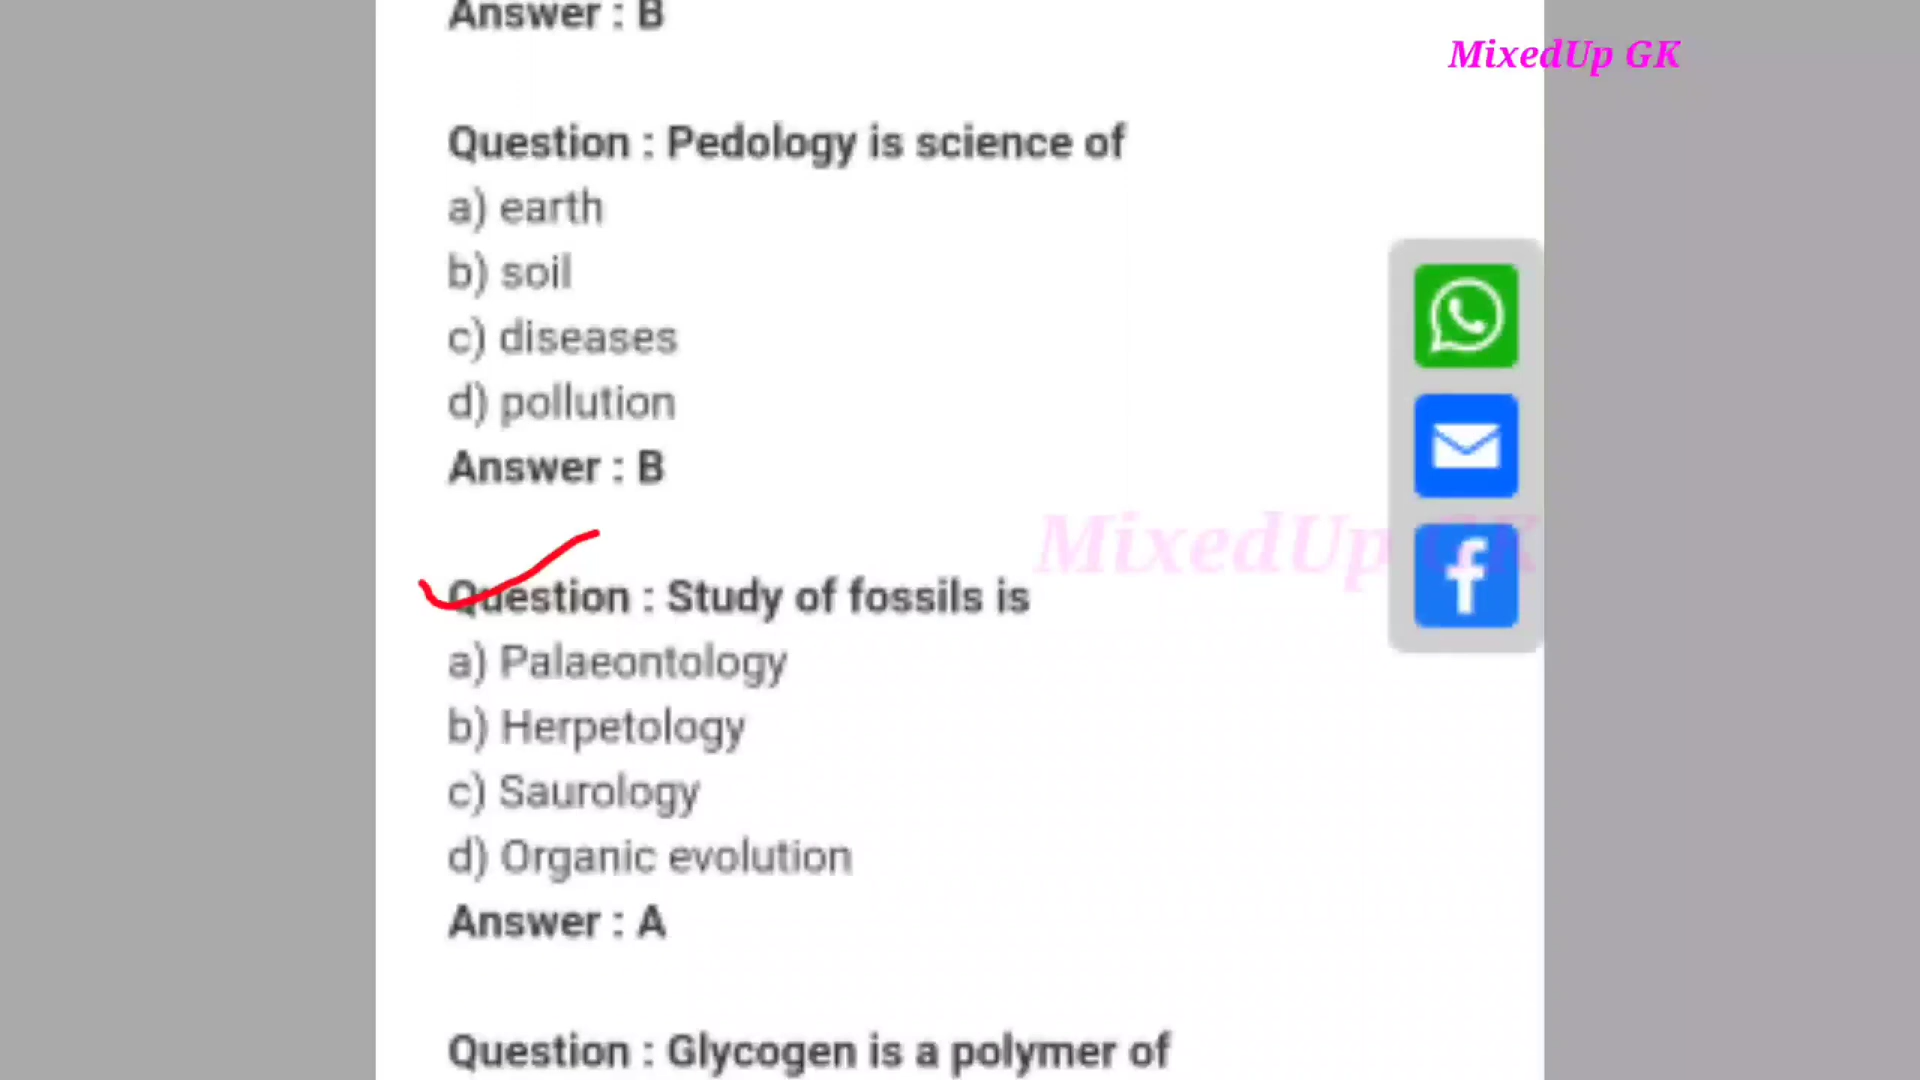 Answer : B
MixedUp GK
Question : Pedology is science of
a) earth
b) soil
c) diseases
d) pollution
Answer : B
MixedUp GK
Question : Study of fossils is
a) Palaeontology
b) Herpetology
c) Saurology
d) Organic evolution
Answer : A
Question : Glycogen is a polymer of